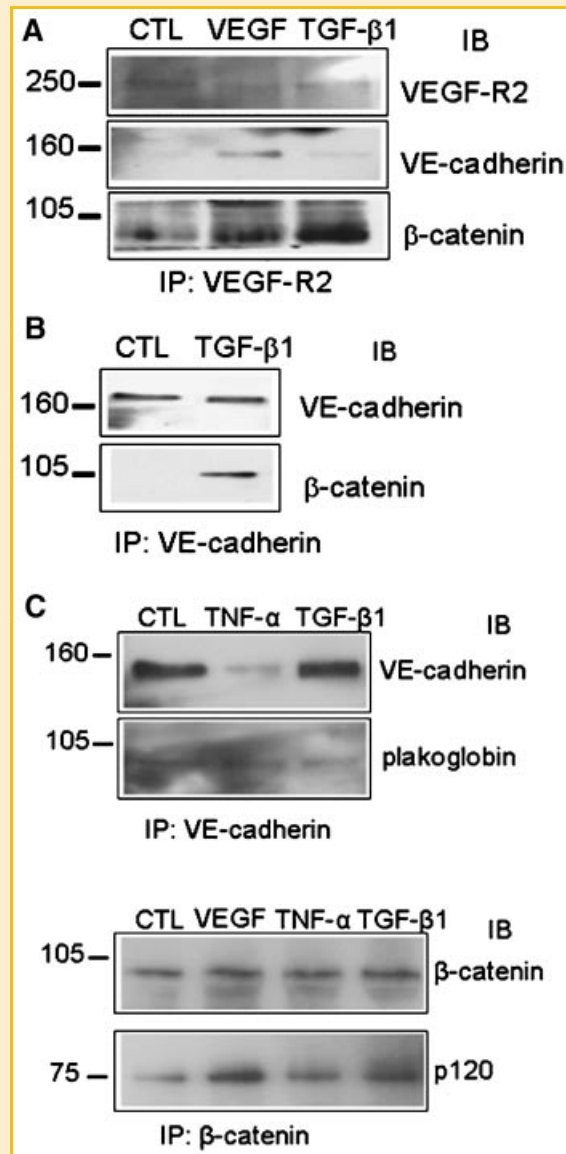 A
CTL VEGF TGF-β1 IB
250 VEGF-R2
160 VE-cadherin
105 β-catenin
IP: VEGF-R2
B
CTL TGF-β1 IB
160 VE-cadherin
105 β-catenin
IP: VE-cadherin
C
CTL TNF-α TGF-β1 IB
160 VE-cadherin
105 plakoglobin
IP: VE-cadherin
CTL VEGF TNF-α TGF-β1 IB
105 β-catenin
75 p120
IP: β-catenin